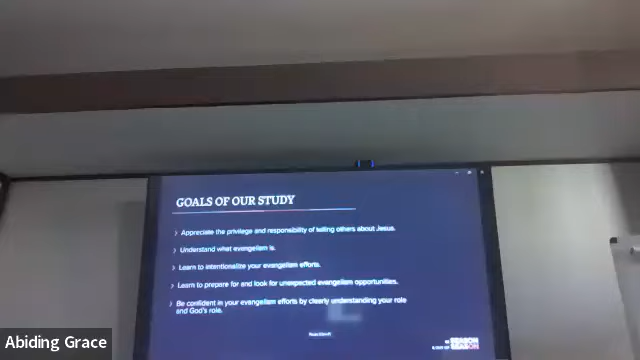 GOALS OF OUR STUDY
› Appreciate the privilege and responsibility of telling others about Jesus.
› Understand what evangelism is.
› Learn to intentionalize your evangelism efforts.
› Learn to prepare for and look for unexpected evangelism opportunities.
› Be confident in your evangelism efforts by clearly understanding your role
and God's role.
SEASON
SEASON
Abiding Grace